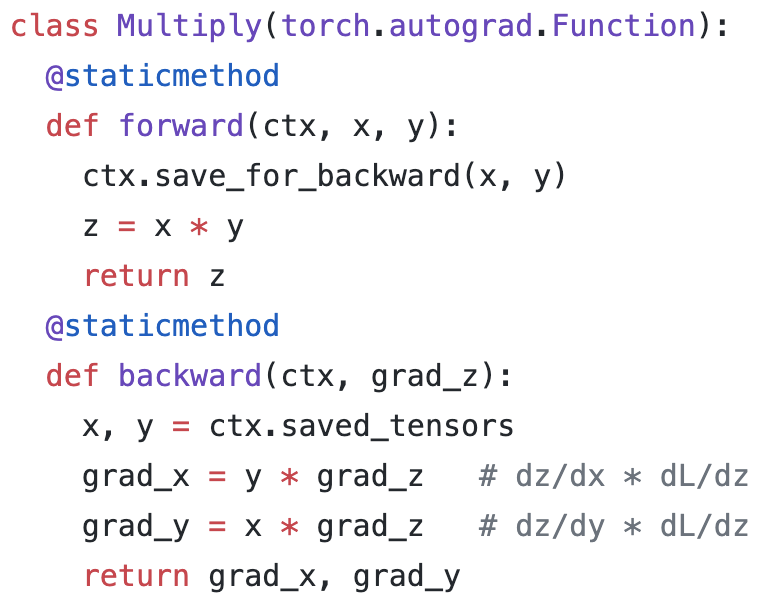 class Multiply(torch.autograd.Function):
  @staticmethod
  def forward(ctx, x, y):
    ctx.save_for_backward(x, y)
    z = x * y
    return z
  @staticmethod
  def backward(ctx, grad_z):
    x, y = ctx.saved_tensors
    grad_x = y * grad_z   # dz/dx * dL/dz
    grad_y = x * grad_z   # dz/dy * dL/dz
    return grad_x, grad_y